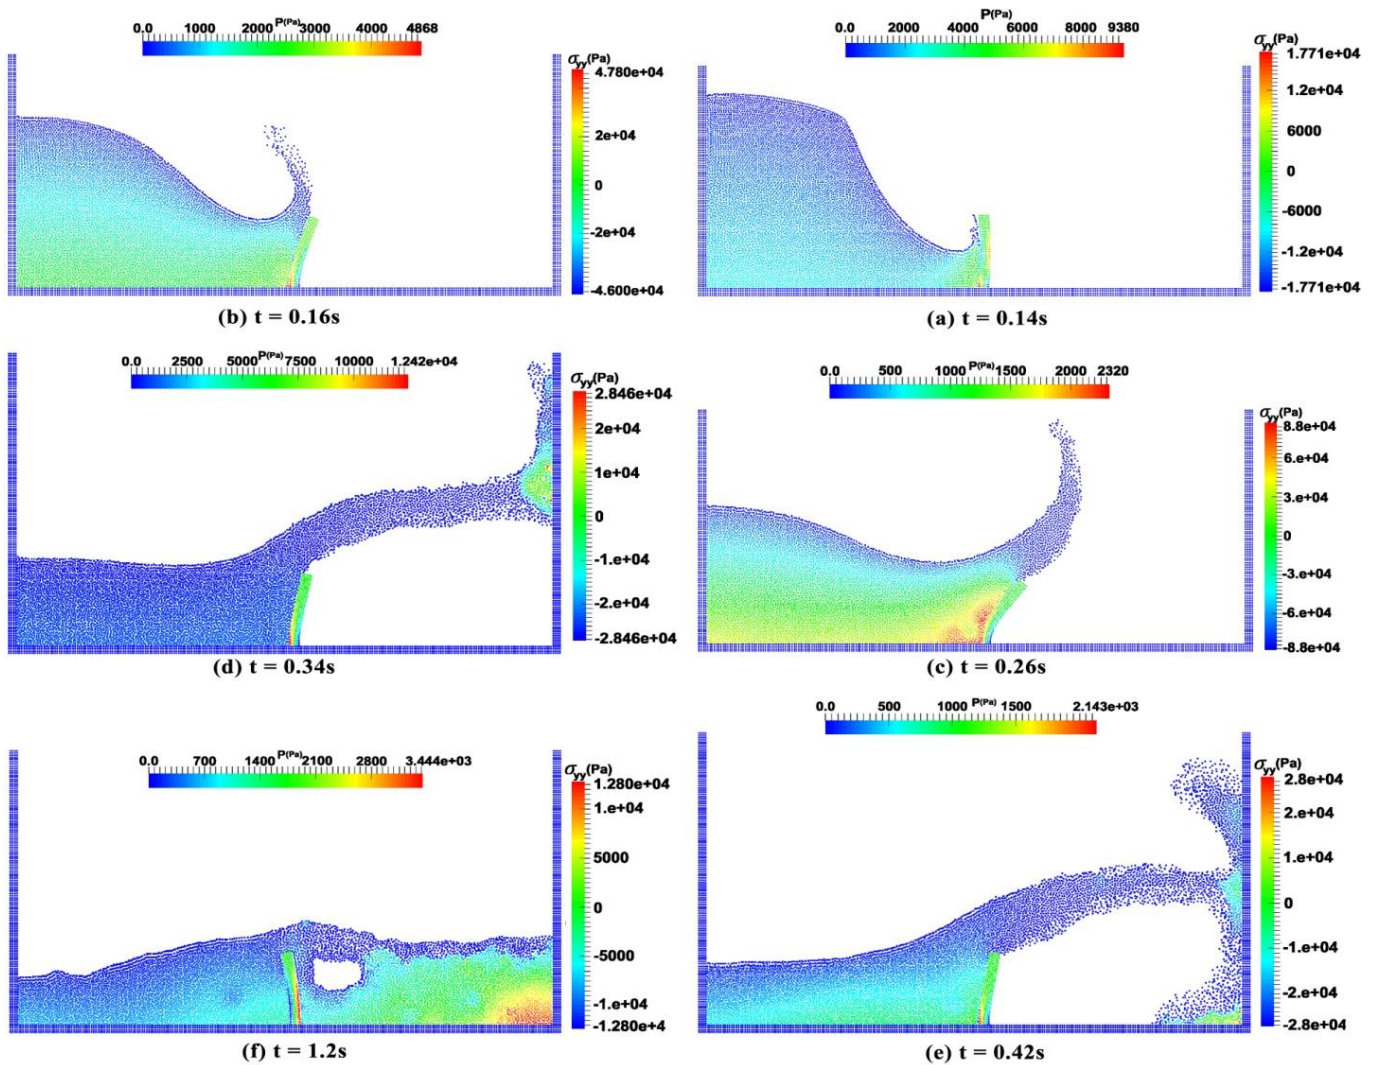 P(Pa)
0.0 1000 2000 3000 4000 4868
σyy(Pa)
4.780e+04
2e+04
0
-2e+04
-4.600e+04
(b) t = 0.16s
P(Pa)
0.0 2000 4000 6000 8000 9380
σyy(Pa)
1.771e+04
1.2e+04
6000
0
-6000
-1.2e+04
-1.771e+04
(a) t = 0.14s
P(Pa)
0.0 2500 5000 7500 10000 1.242e+04
σyy(Pa)
2.846e+04
2e+04
1e+04
0
-1.e+04
-2.e+04
-2.846e+04
(d) t = 0.34s
P(Pa)
0.0 500 1000 1500 2000 2320
σyy(Pa)
8.8e+04
6.e+04
3.e+04
0
-3.e+04
-6.e+04
-8.8e+04
(c) t = 0.26s
P(Pa)
0.0 700 1400 2100 2800 3.444e+03
σyy(Pa)
1.280e+04
1.e+04
5000
0
-5000
-1.e+04
-1.280e+4
(f) t = 1.2s
P(Pa)
0.0 500 1000 1500 2.143e+03
σyy(Pa)
2.8e+04
2.e+04
1.e+04
0
-1.e+04
-2.e+04
-2.8e+04
(e) t = 0.42s